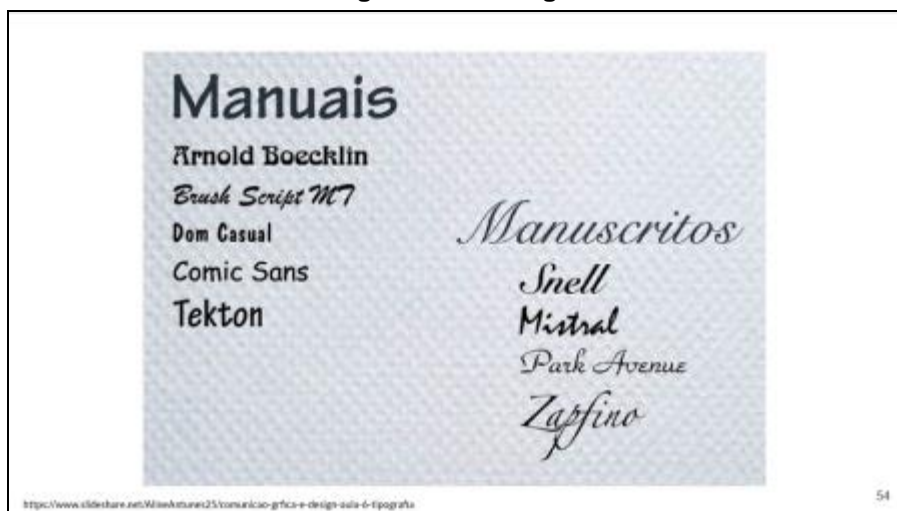 Manuais
Arnold Boecklin
Brush Script MT
Dom Casual
Comic Sans
Tekton
Manuscritos
Snell
Mistral
Park Avenue
Zapfino
54